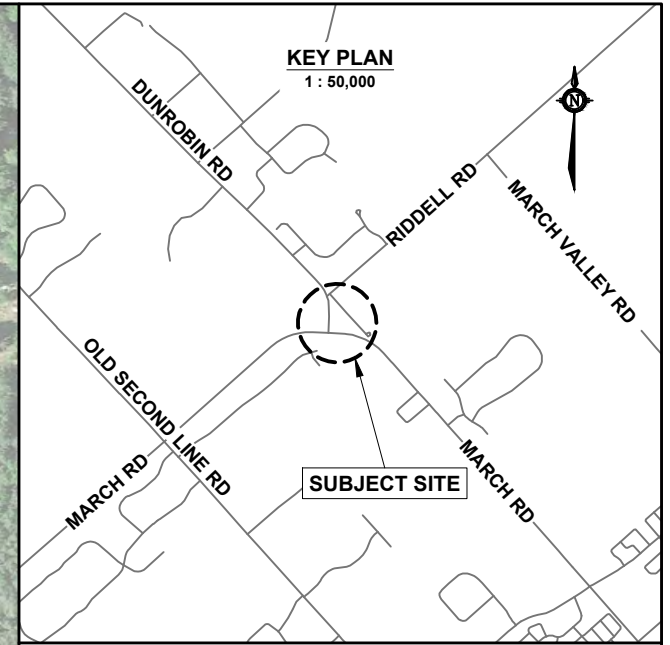 KEY PLAN
1 : 50,000
N
DUNROBIN RD
RIDDELL RD
MARCH VALLEY RD
OLD SECOND LINE RD
MARCH RD
MARCH RD
SUBJECT SITE